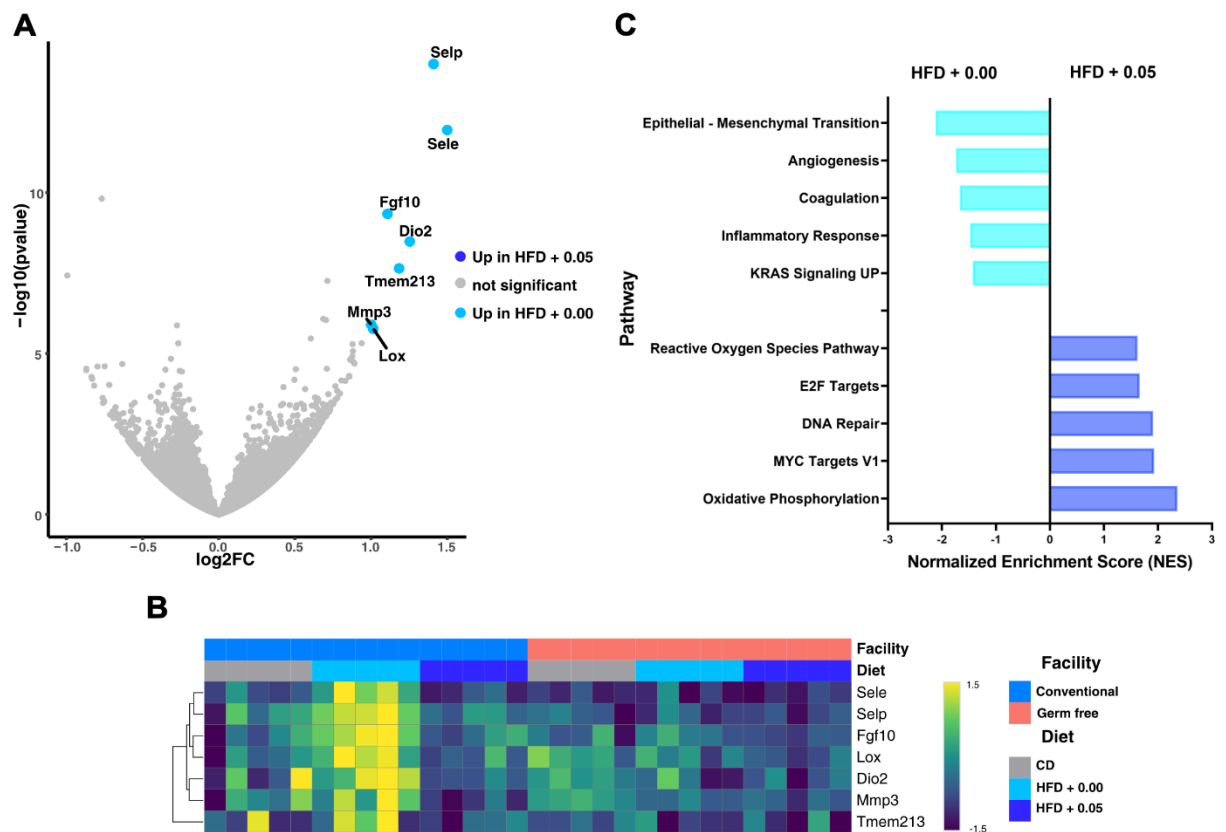 A
Selp
Sele
Fgf10
Dio2
Tmem213
Mmp3
Lox
10
5
0
−log10(pvalue)
−1.0
−0.5
0.0
0.5
1.0
1.5
log2FC
Up in HFD + 0.05
not significant
Up in HFD + 0.00
C
HFD + 0.00
HFD + 0.05
Pathway
Epithelial - Mesenchymal Transition
Angiogenesis
Coagulation
Inflammatory Response
KRAS Signaling UP
Reactive Oxygen Species Pathway
E2F Targets
DNA Repair
MYC Targets V1
Oxidative Phosphorylation
-3
-2
-1
0
1
2
3
Normalized Enrichment Score (NES)
B
Facility
Diet
Sele
Selp
Fgf10
Lox
Dio2
Mmp3
Tmem213
1.5
-1.5
Facility
Conventional
Germ free
Diet
CD
HFD + 0.00
HFD + 0.05